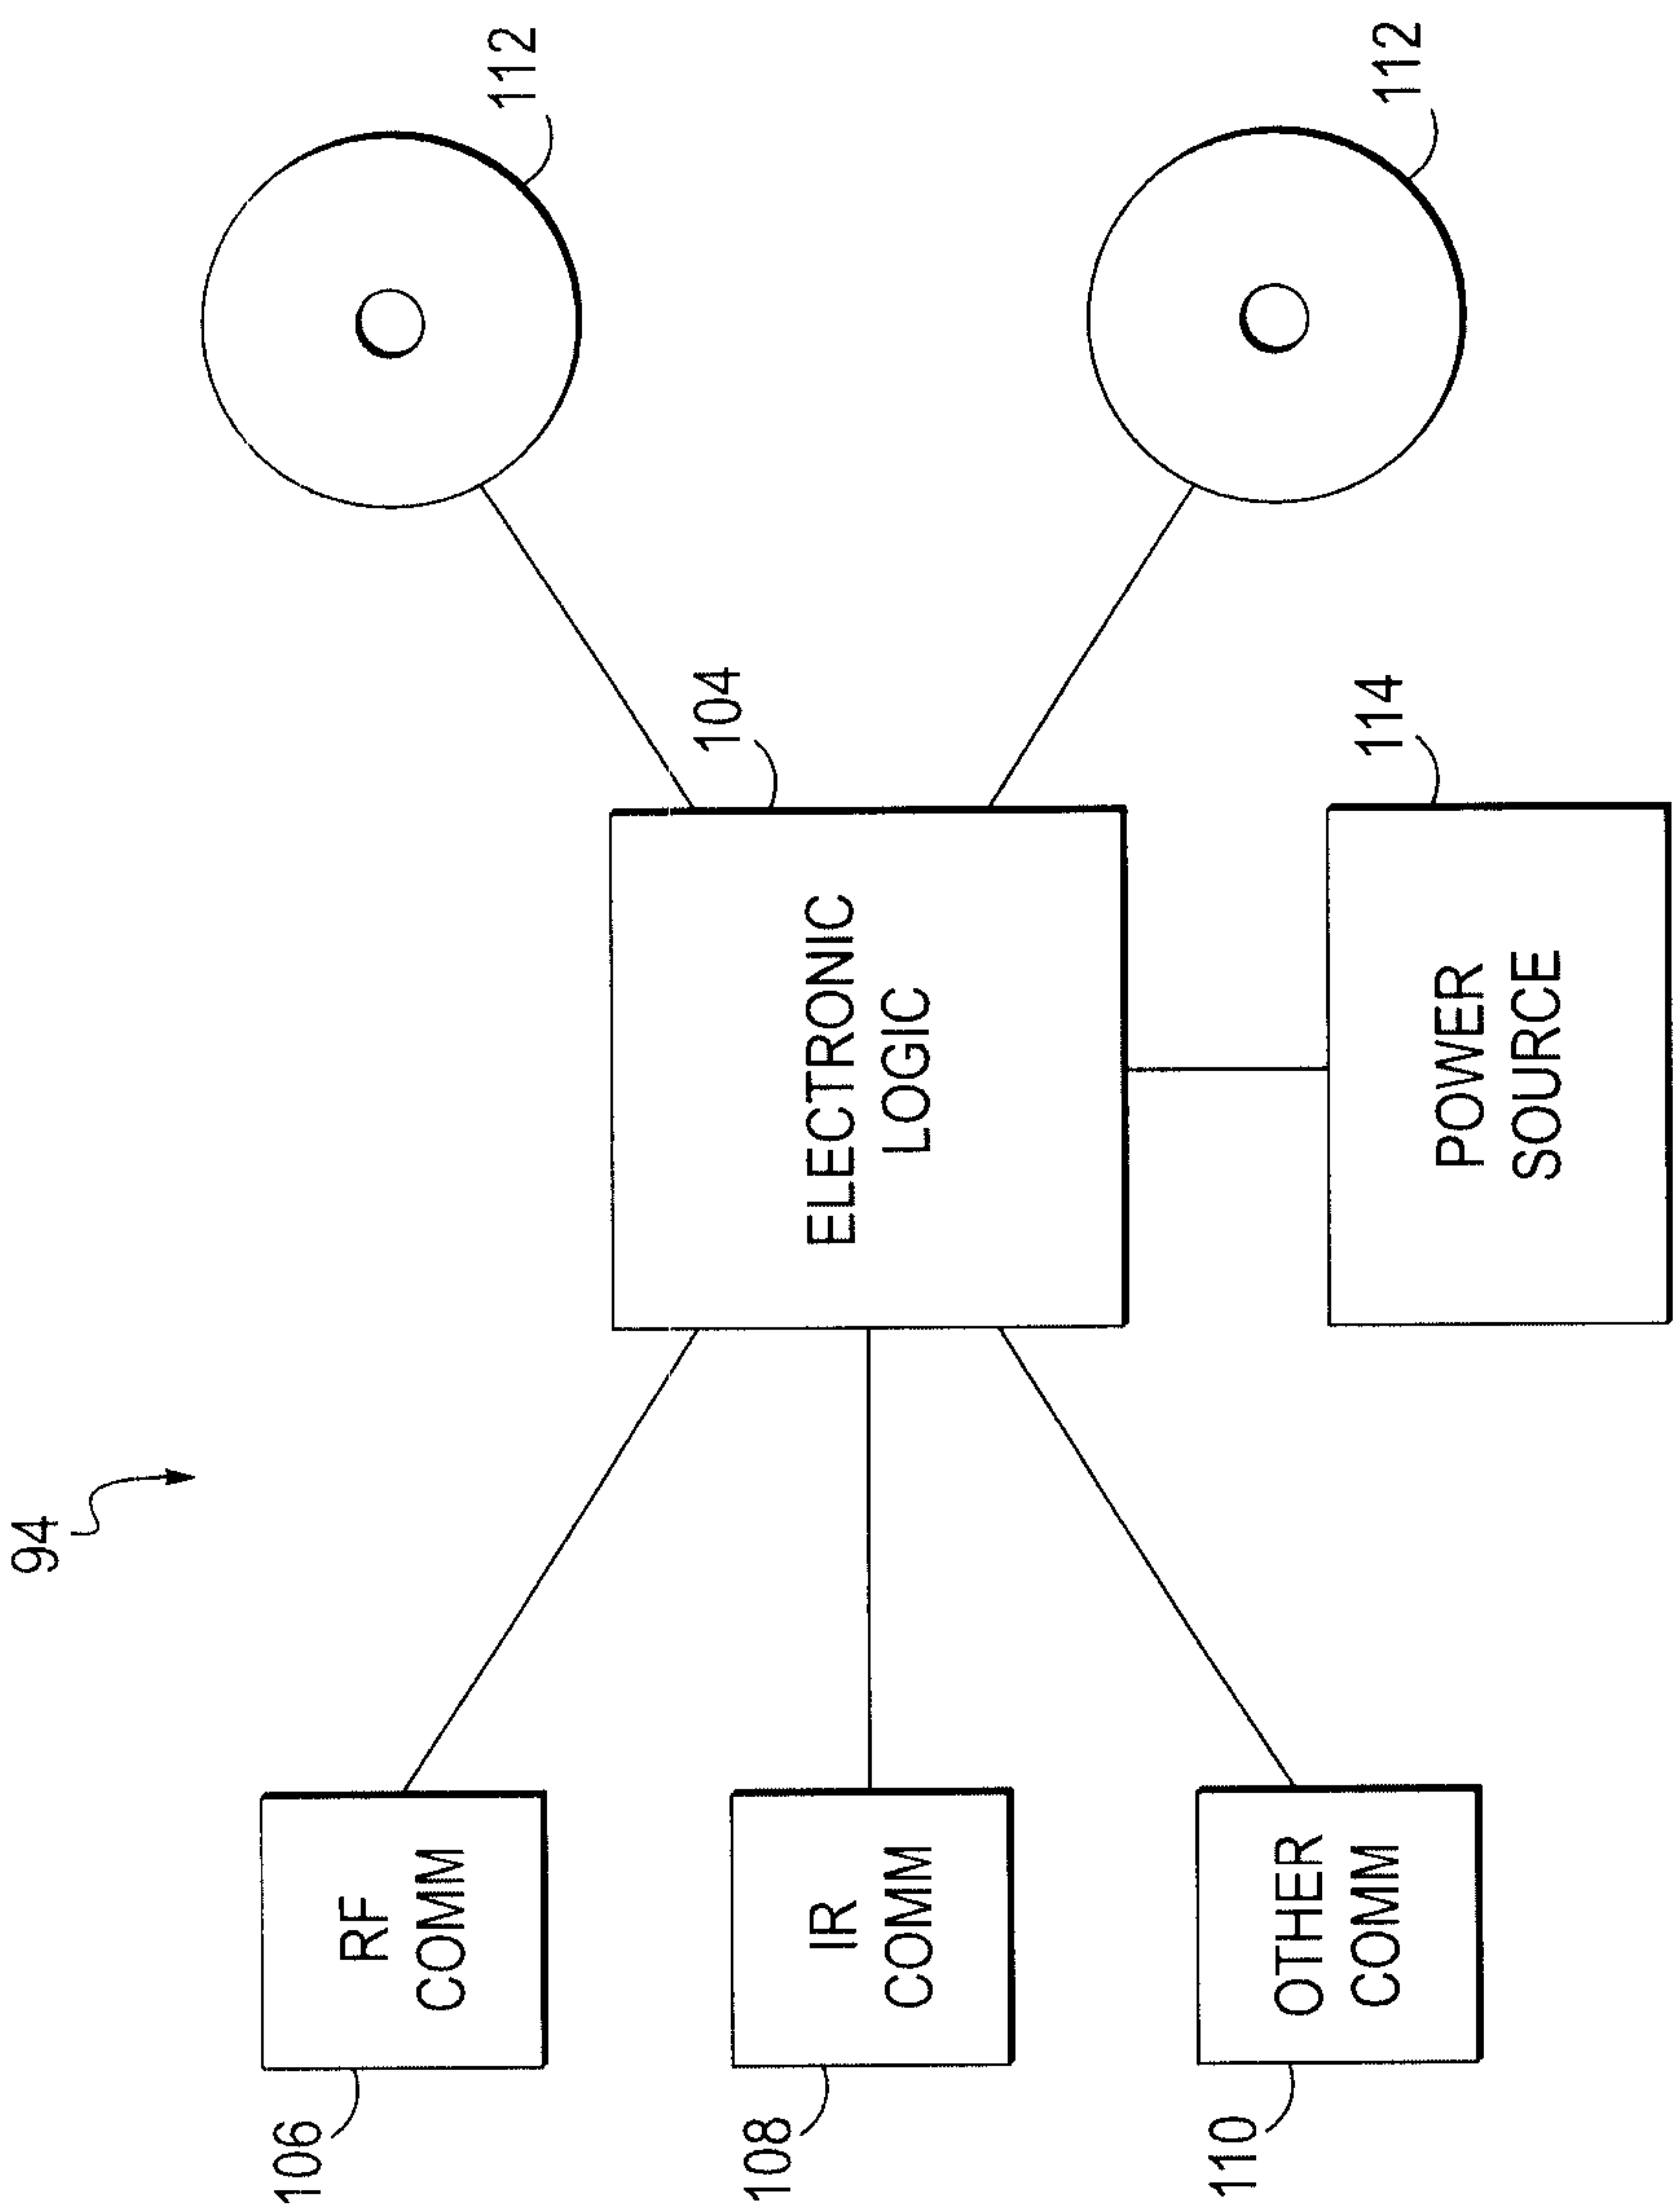 94
106
RF
COMM
108
IR
COMM
110
OTHER
COMM
104
ELECTRONIC
LOGIC
114
POWER
SOURCE
112
112